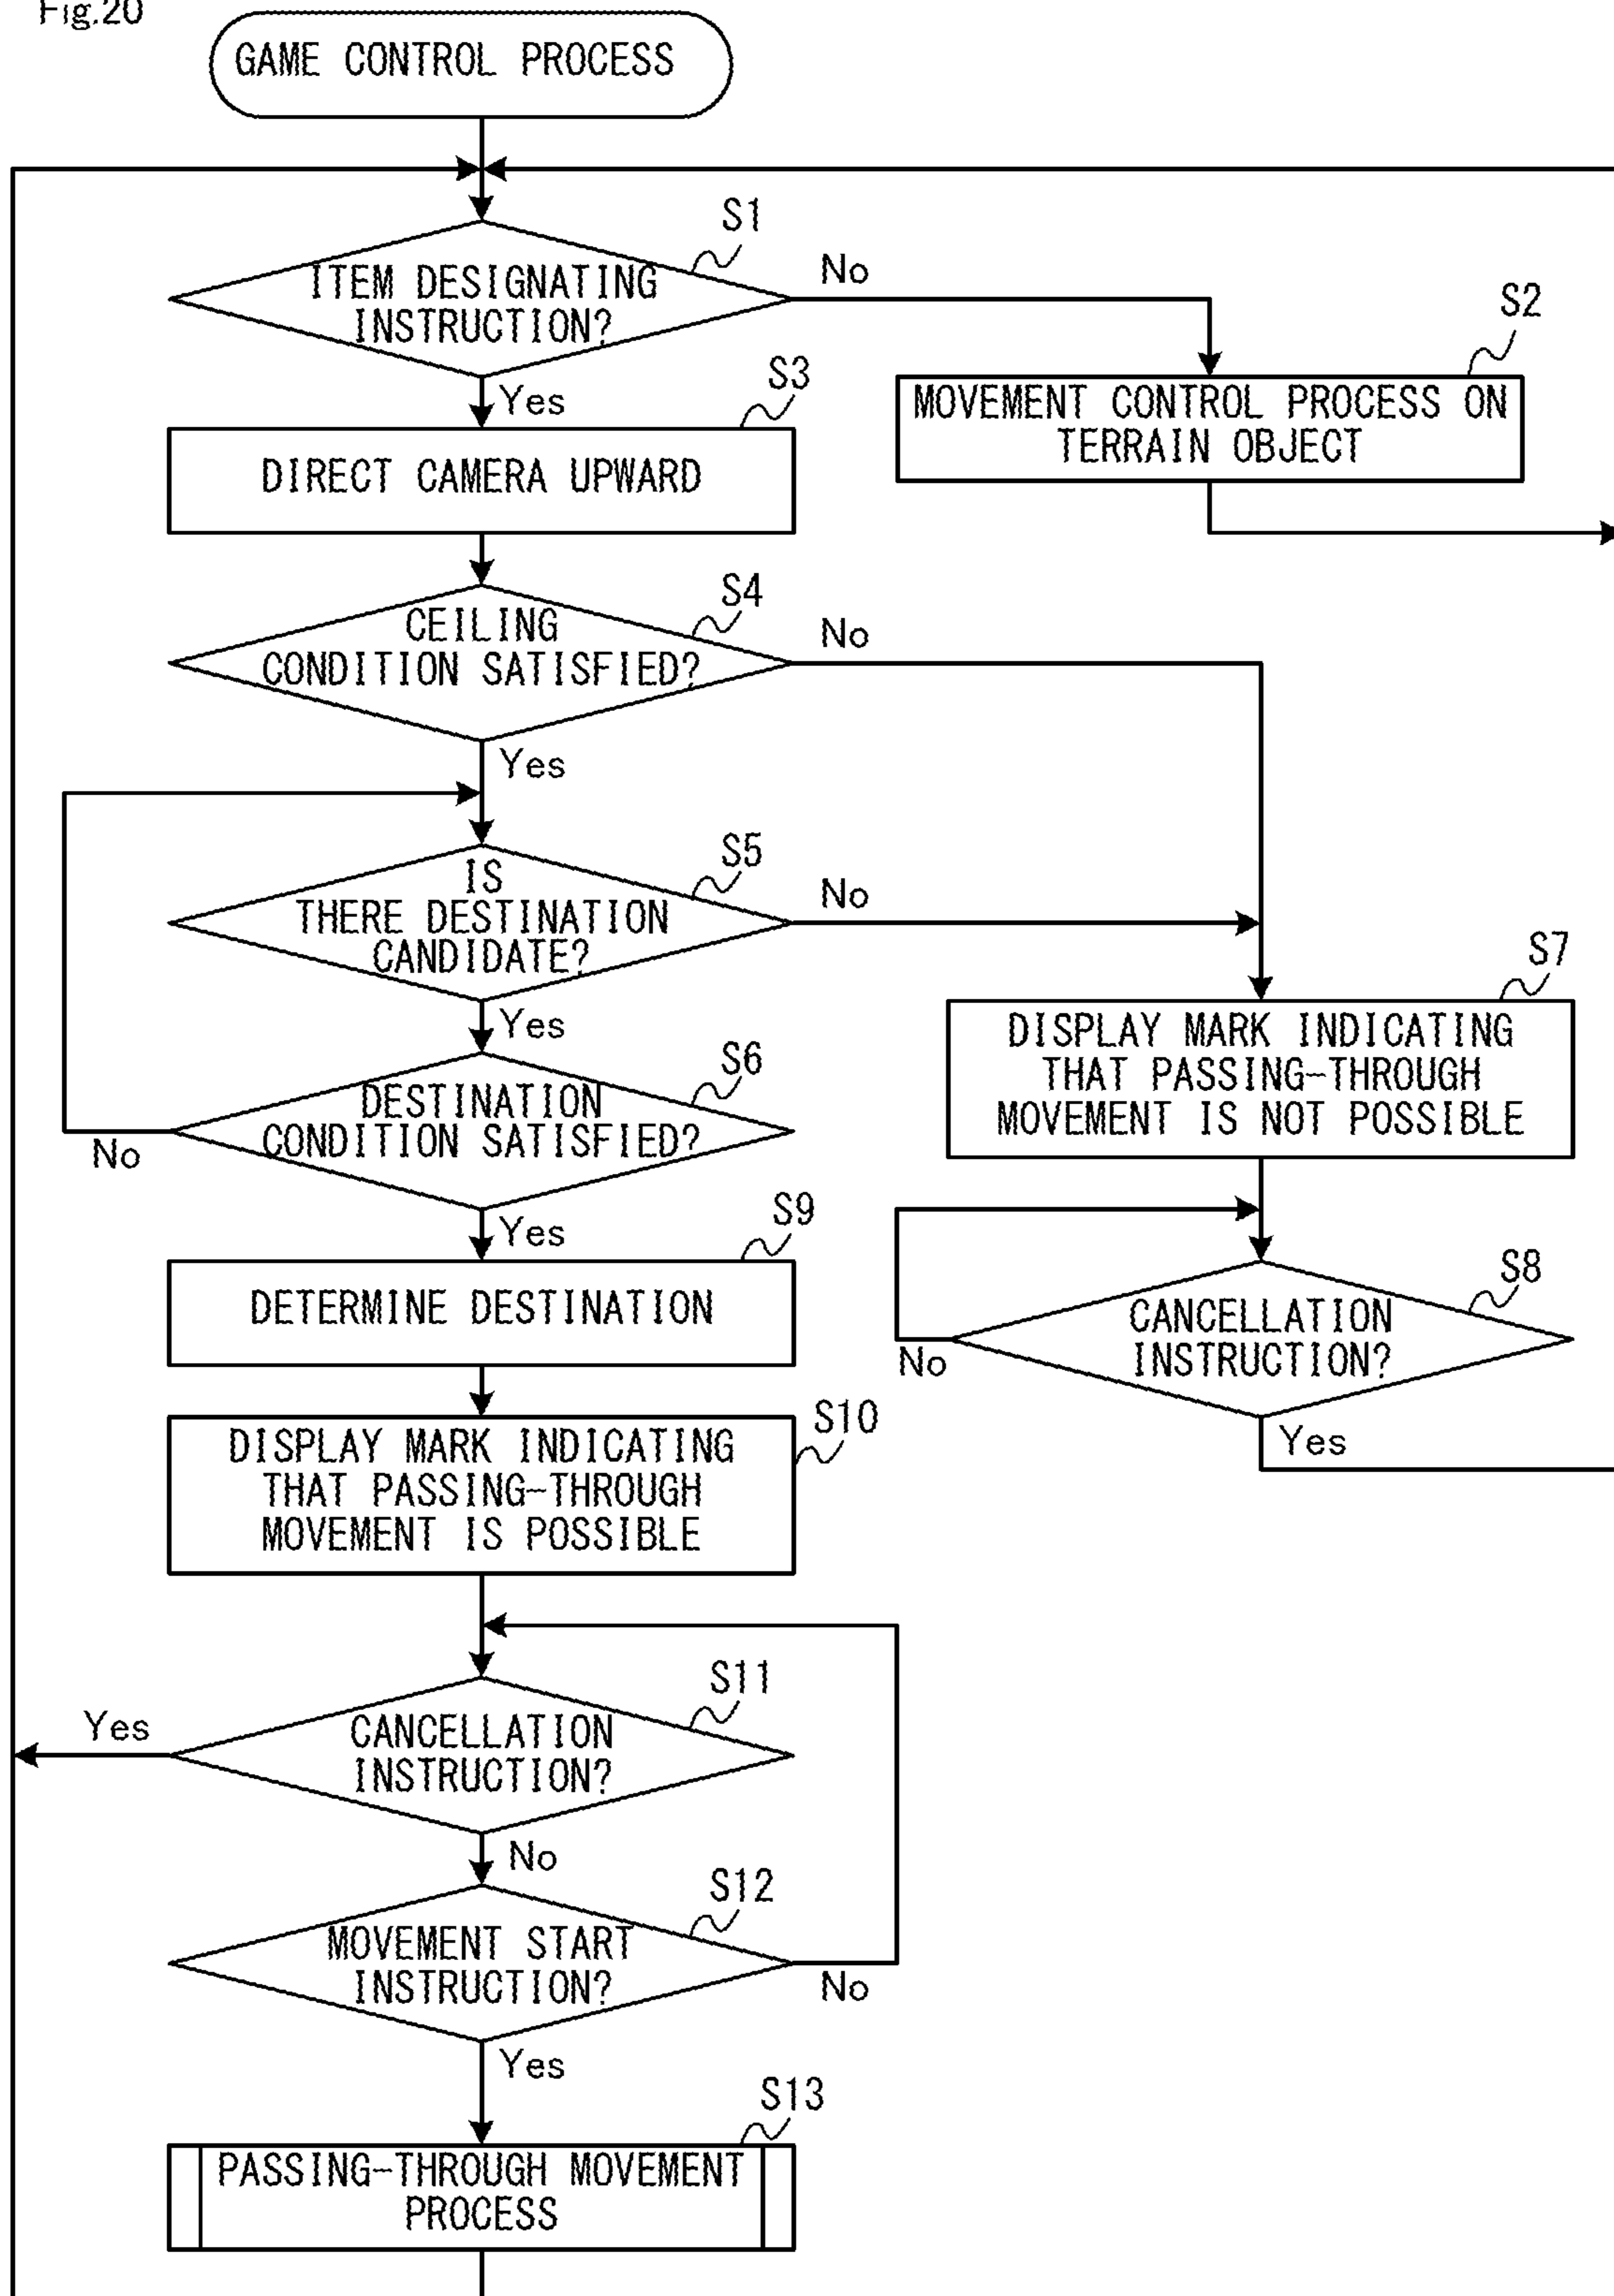 Fig.20
GAME CONTROL PROCESS
S1
ITEM DESIGNATING
INSTRUCTION?
No
Yes
S2
MOVEMENT CONTROL PROCESS ON
TERRAIN OBJECT
S3
DIRECT CAMERA UPWARD
S4
CEILING
CONDITION SATISFIED?
No
Yes
S5
IS
THERE DESTINATION
CANDIDATE?
No
Yes
S6
DESTINATION
CONDITION SATISFIED?
No
Yes
S7
DISPLAY MARK INDICATING
THAT PASSING-THROUGH
MOVEMENT IS NOT POSSIBLE
S8
CANCELLATION
INSTRUCTION?
No
Yes
S9
DETERMINE DESTINATION
S10
DISPLAY MARK INDICATING
THAT PASSING-THROUGH
MOVEMENT IS POSSIBLE
S11
CANCELLATION
INSTRUCTION?
Yes
No
S12
MOVEMENT START
INSTRUCTION?
No
Yes
S13
PASSING-THROUGH MOVEMENT
PROCESS